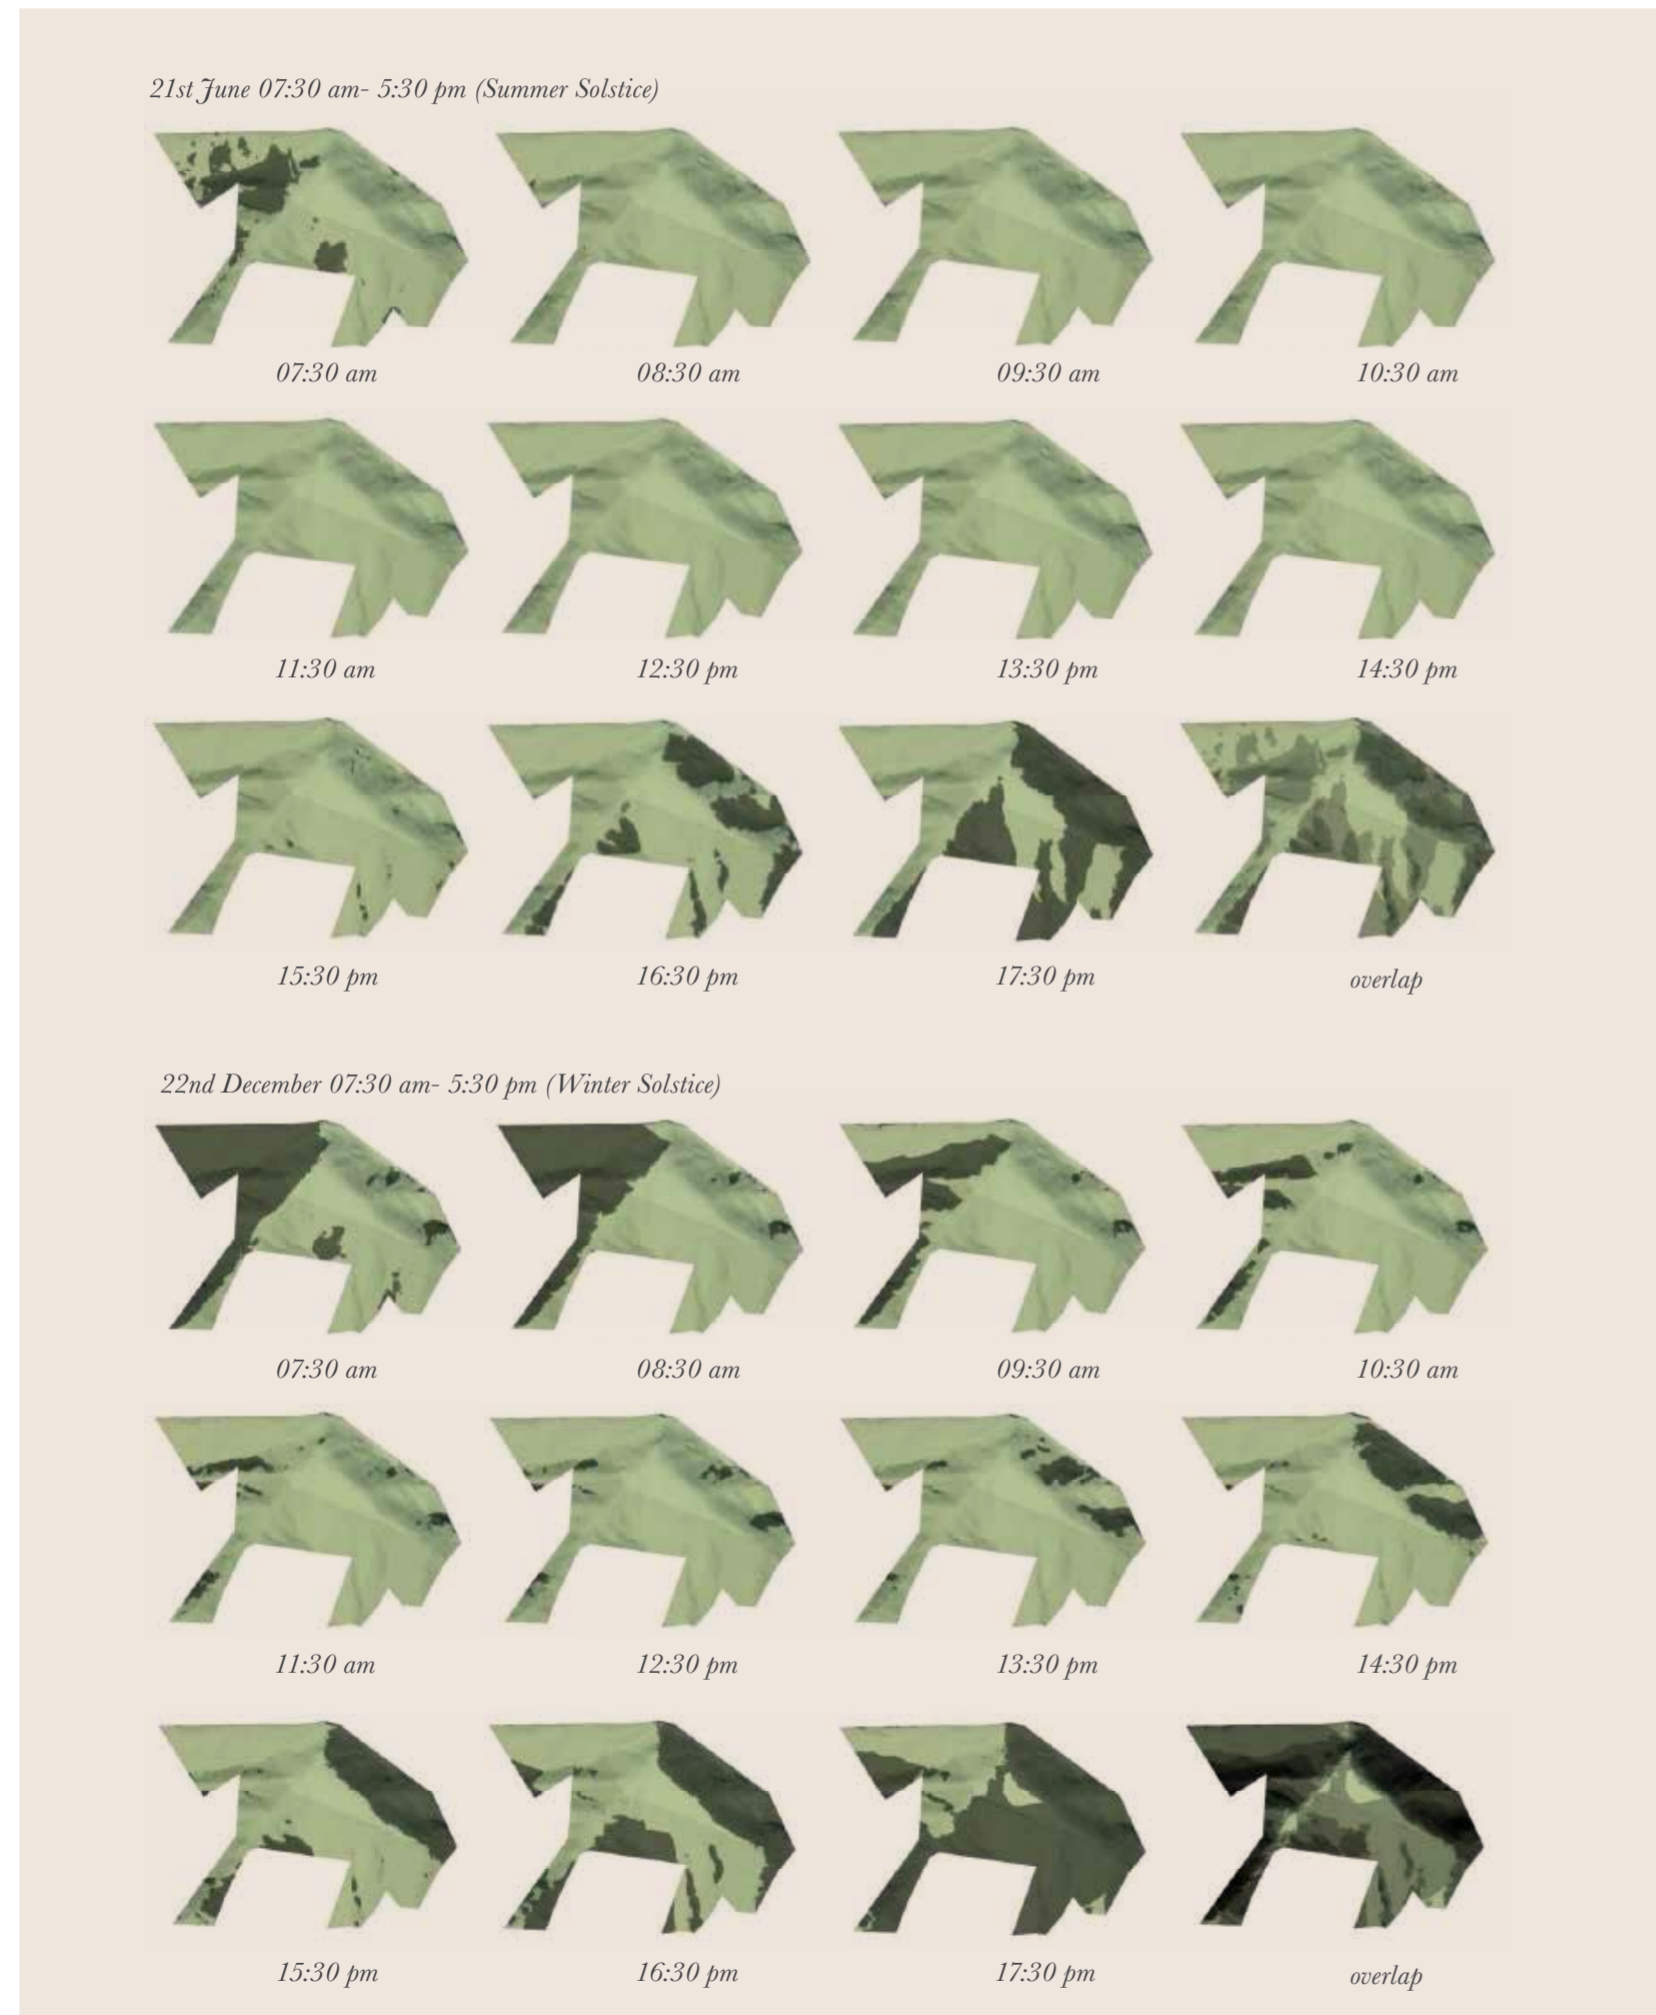 21st June 07:30 am- 5:30 pm (Summer Solstice)
07:30 am
08:30 am
09:30 am
10:30 am
11:30 am
12:30 pm
13:30 pm
14:30 pm
15:30 pm
16:30 pm
17:30 pm
overlap
22nd December 07:30 am- 5:30 pm (Winter Solstice)
07:30 am
08:30 am
09:30 am
10:30 am
11:30 am
12:30 pm
13:30 pm
14:30 pm
15:30 pm
16:30 pm
17:30 pm
overlap